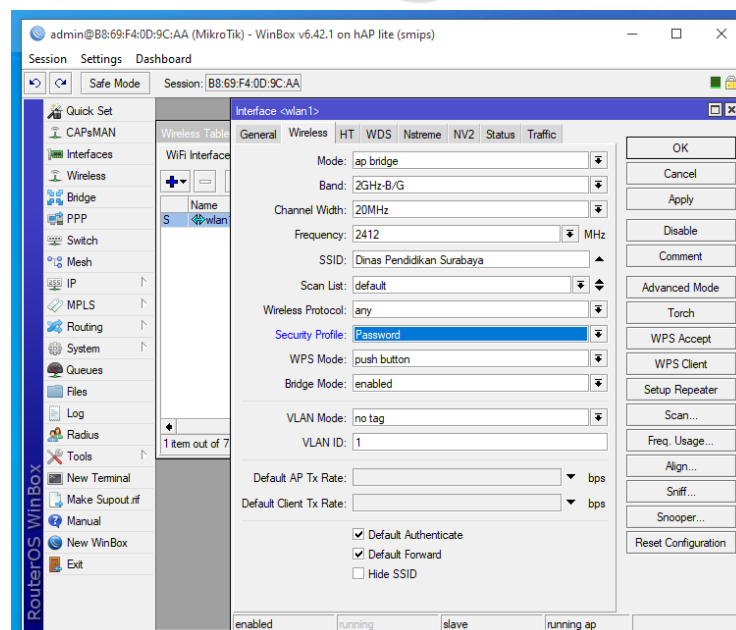 admin@B8:69:F4:0D:9C:AA (MikroTik) - WinBox v6.42.1 on hAP lite (smips)
Session Settings Dashboard
Safe Mode Session: B8:69:F4:0D:9C:AA
Quick Set
CAPsMAN
Interfaces
Wireless
Bridge
PPP
Switch
Mesh
IP
MPLS
Routing
System
Queues
Files
Log
Radius
Tools
New Terminal
Make Supout.rif
Manual
New WinBox
Exit
RouterOS WinBox
Wireless Table
WiFi Interface
Name
S wlan1
1 item out of 7
Interface <wlan1>
General Wireless HT WDS Nstreme NV2 Status Traffic
Mode: ap bridge
Band: 2GHz-B/G
Channel Width: 20MHz
Frequency: 2412 MHz
SSID: Dinas Pendidikan Surabaya
Scan List: default
Wireless Protocol: any
Security Profile: Password
WPS Mode: push button
Bridge Mode: enabled
VLAN Mode: no tag
VLAN ID: 1
Default AP Tx Rate: bps
Default Client Tx Rate: bps
Default Authenticate
Default Forward
Hide SSID
enabled running slave running ap
OK
Cancel
Apply
Disable
Comment
Advanced Mode
Torch
WPS Accept
WPS Client
Setup Repeater
Scan...
Freq. Usage...
Align...
Sniff...
Snooper...
Reset Configuration